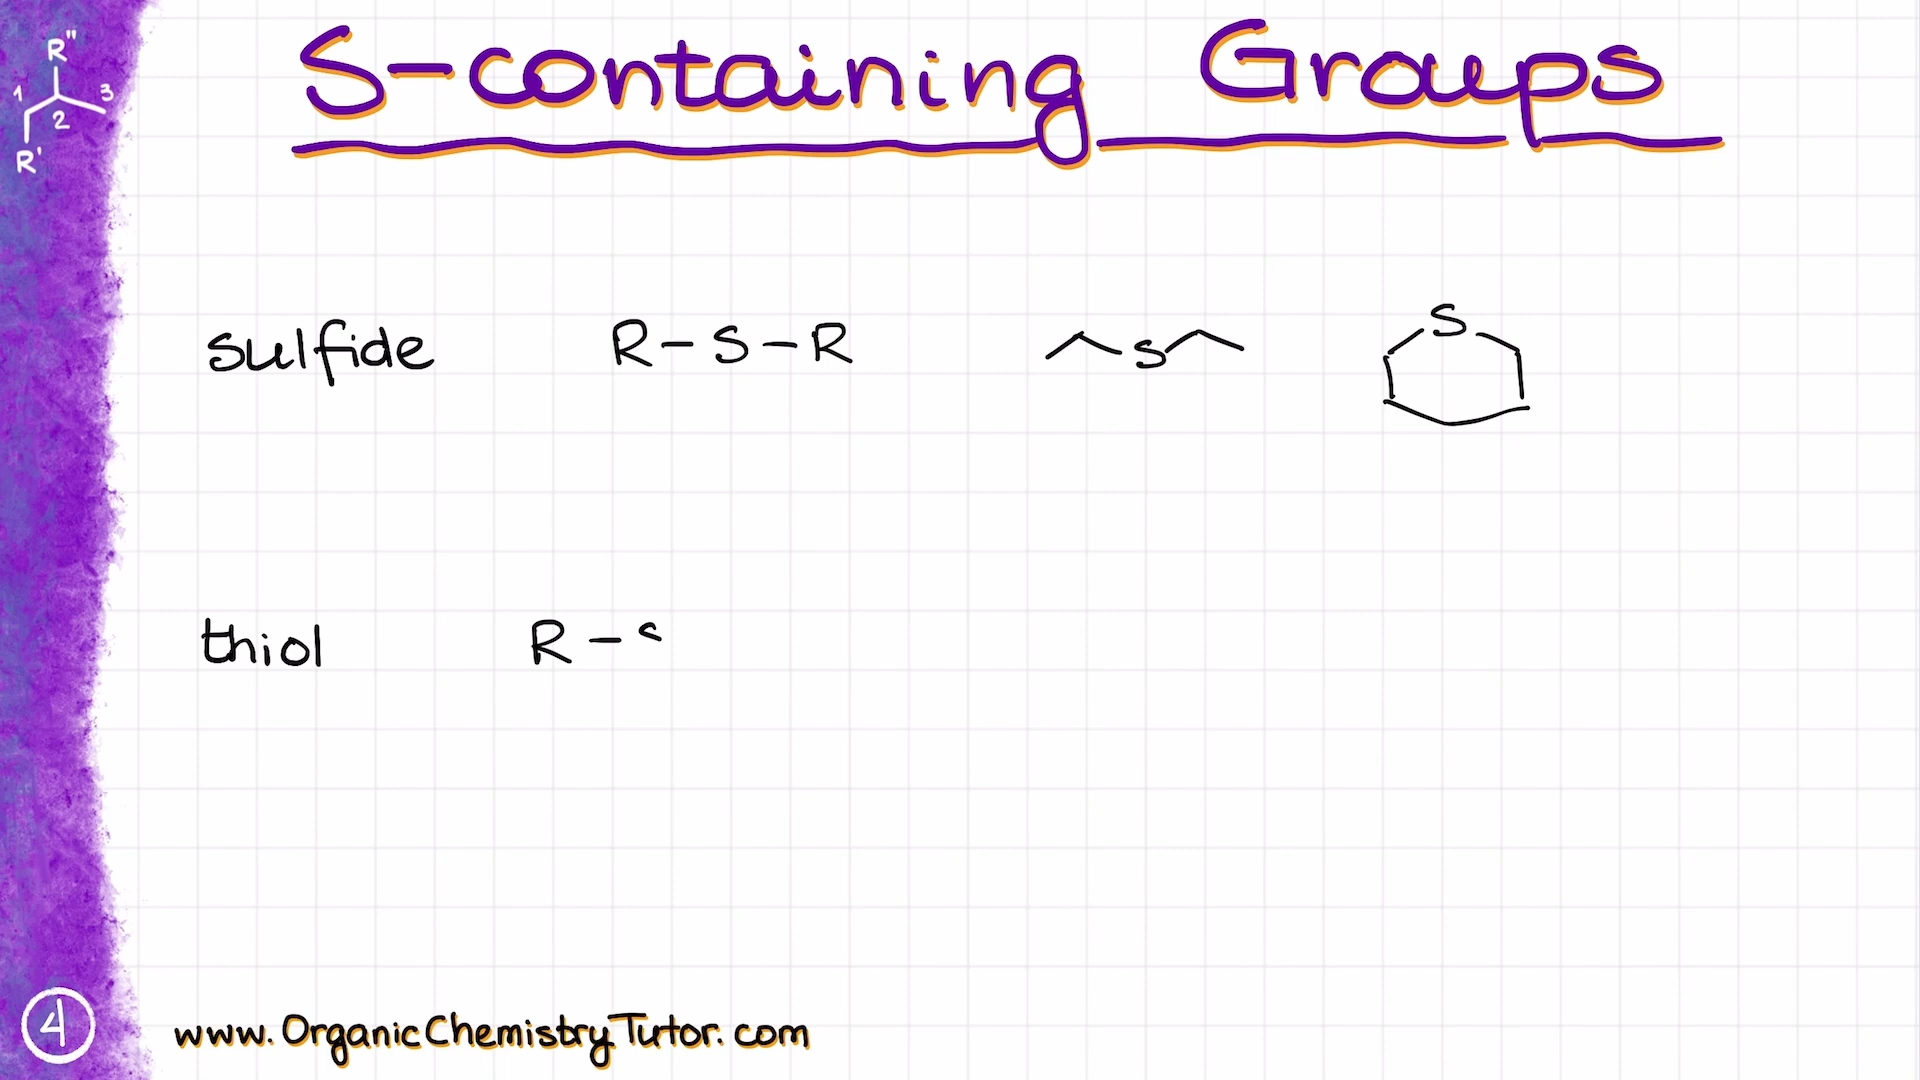 S-containing Groups
R"
1 3
2
R'
sulfide R-S-R S S
thiol R-
4
www.OrganicChemistryTutor.com